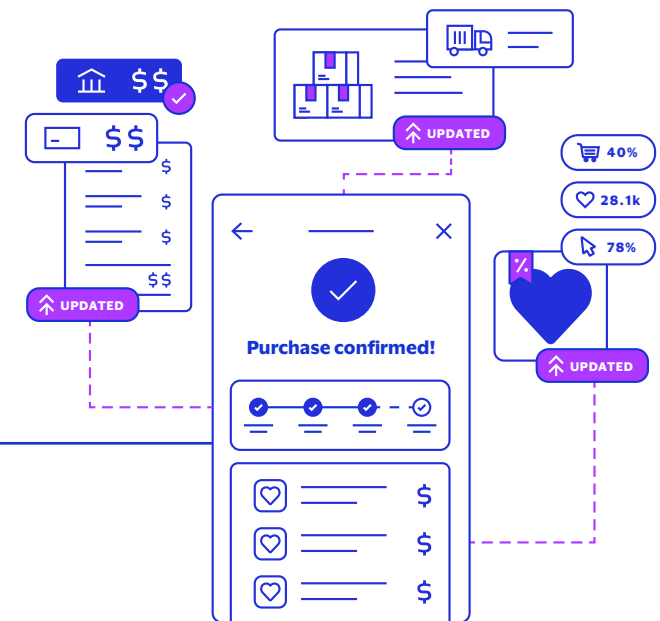 $$
$$
$
$
$
$$
UPDATED
UPDATED
40%
28.1k
78%
%
UPDATED
Purchase confirmed!
$
$
$